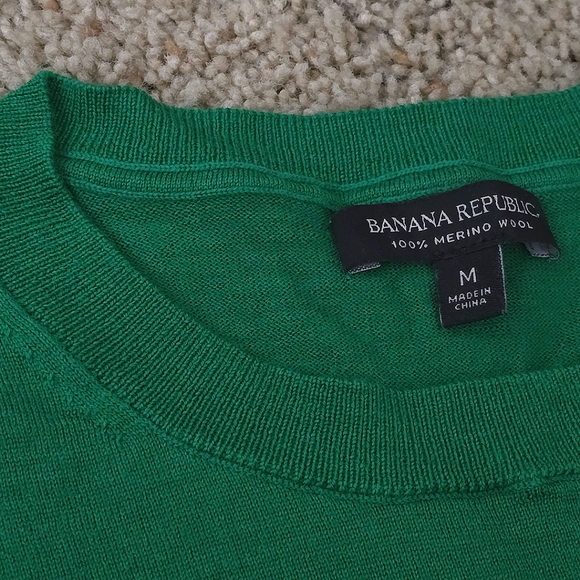 BANANA REPUBLIC
100% MERINO WOOL
M
MADE IN
CHINA